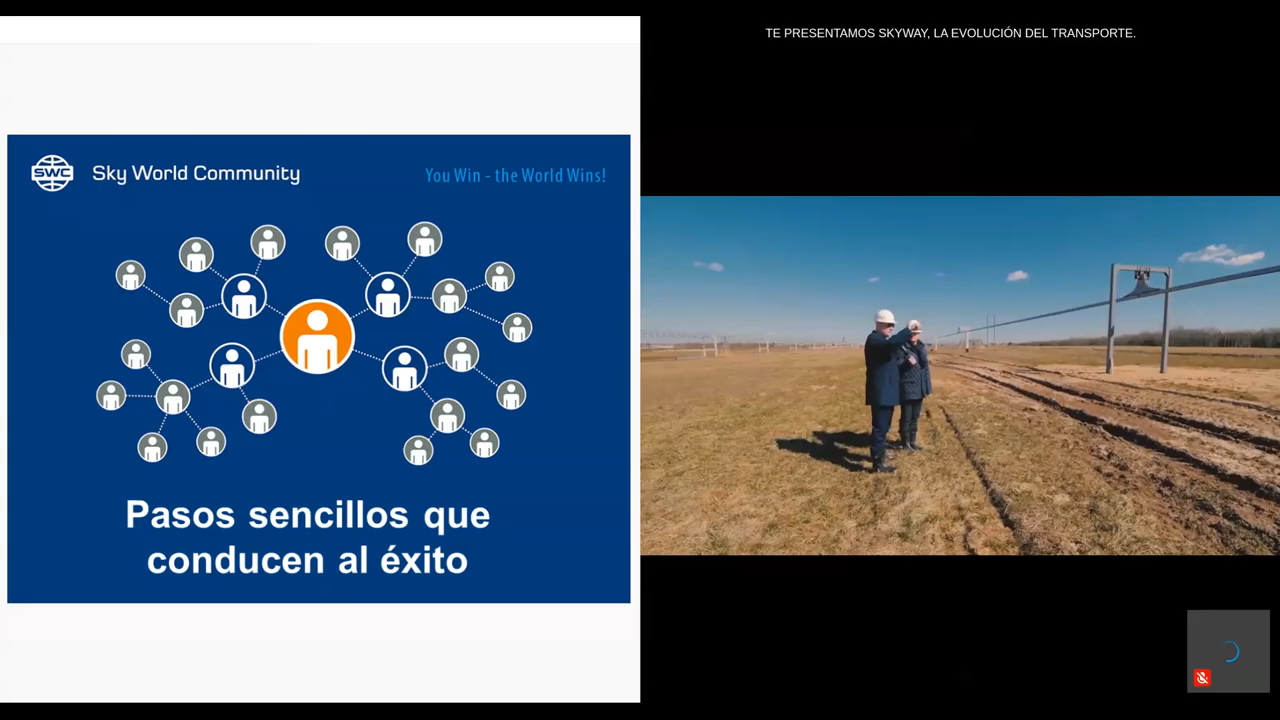 TE PRESENTAMOS SKYWAY, LA EVOLUCIÓN DEL TRANSPORTE.
SWC
Sky World Community
You Win - the World Wins!
Pasos sencillos que
conducen al éxito